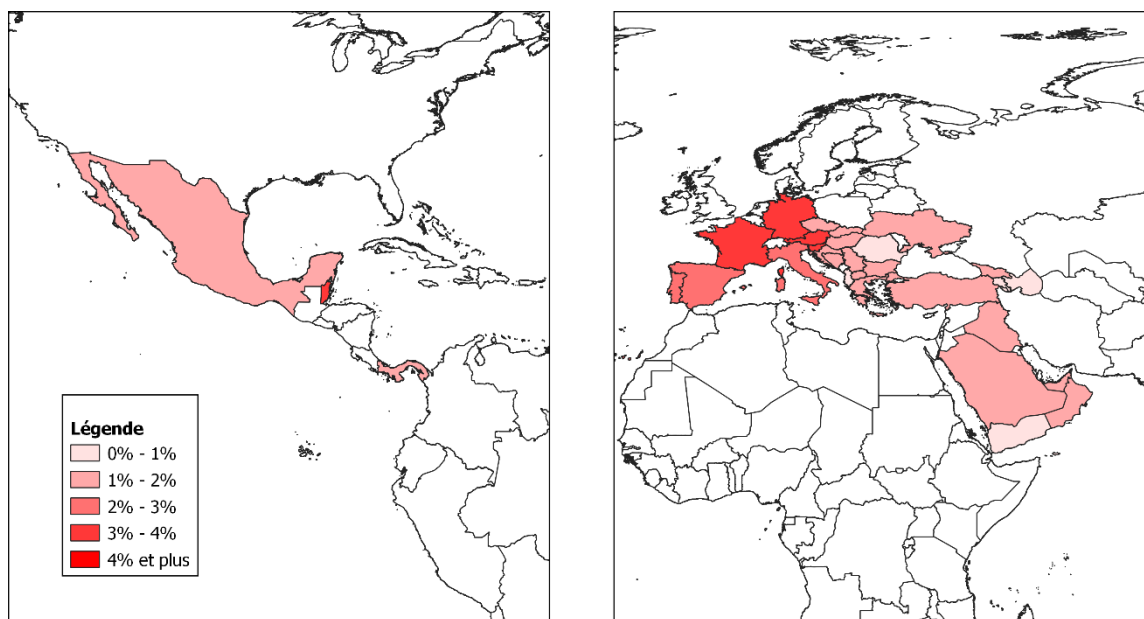 Légende
0% - 1%
1% - 2%
2% - 3%
3% - 4%
4% et plus